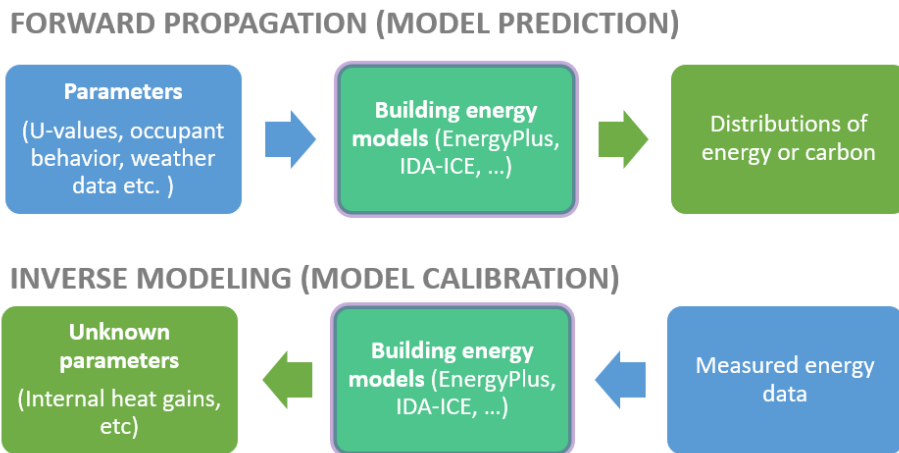 FORWARD PROPAGATION (MODEL PREDICTION)
Parameters
(U-values, occupant
behavior, weather
data etc. )
Building energy
models (EnergyPlus,
IDA-ICE, ...)
Distributions of
energy or carbon
INVERSE MODELING (MODEL CALIBRATION)
Unknown
parameters
(Internal heat gains,
etc)
Building energy
models (EnergyPlus,
IDA-ICE, ...)
Measured energy
data